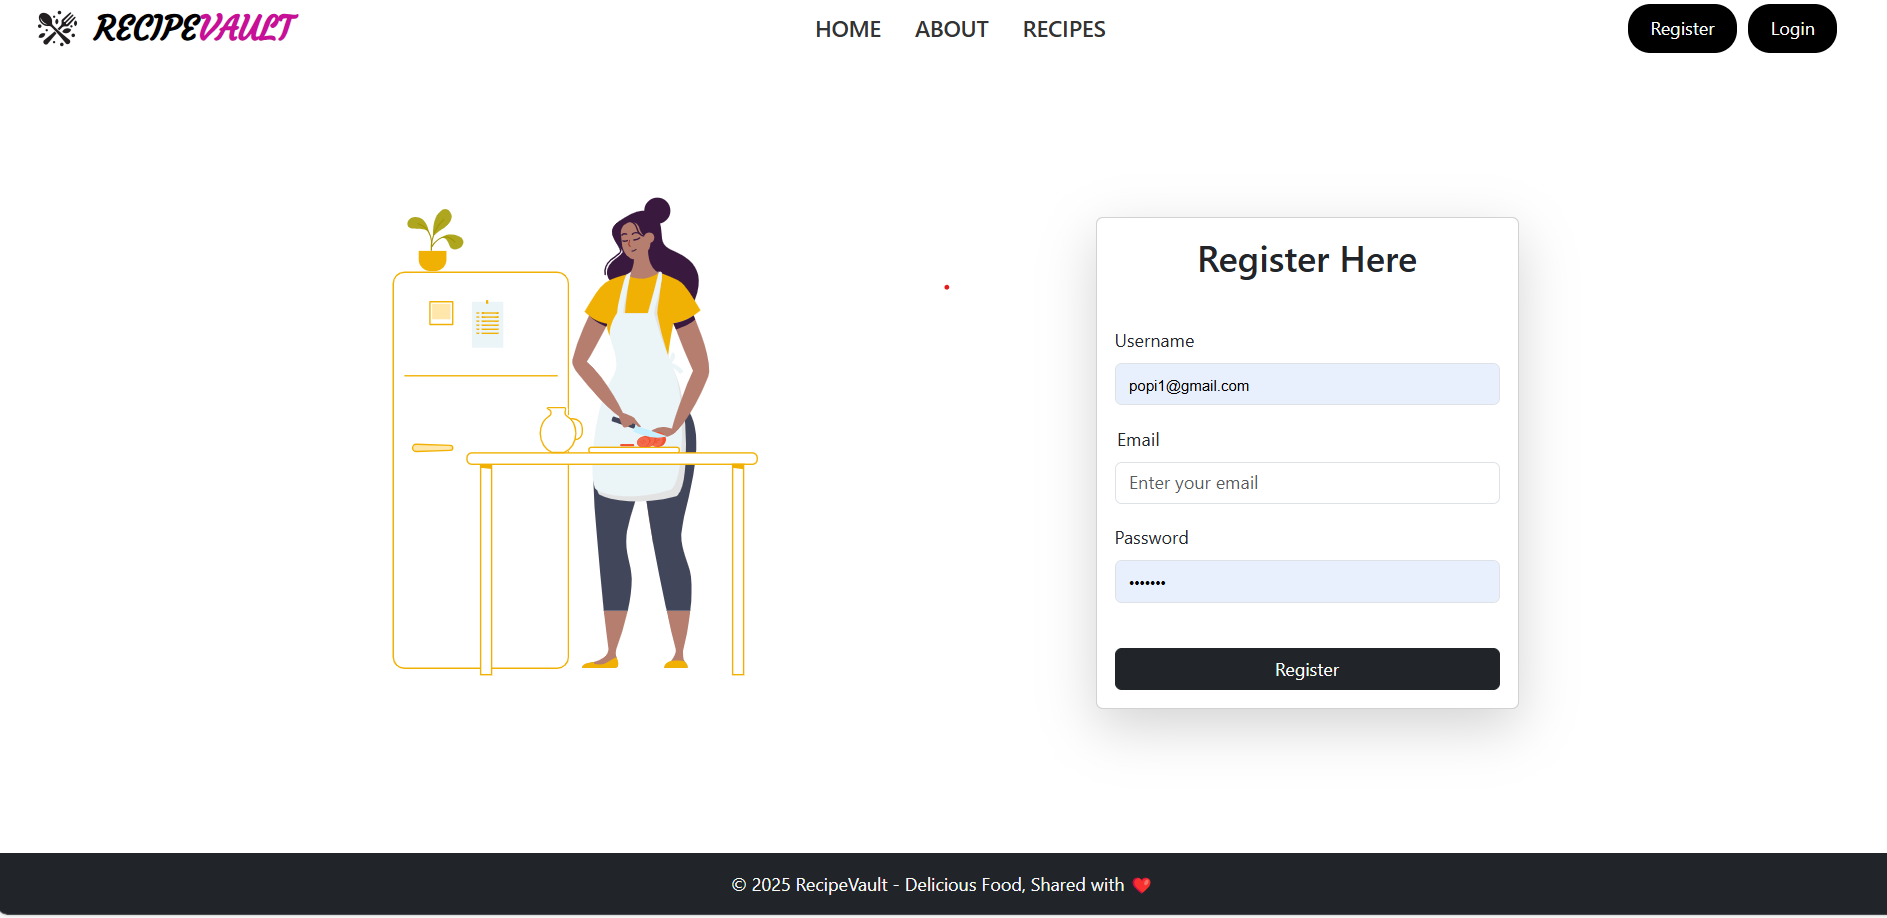 RECIPEVAULT
HOME ABOUT RECIPES
Register Login
Register Here
Username
popi1@gmail.com
Email
Enter your email
Password
•••••••
Register
© 2025 RecipeVault - Delicious Food, Shared with ❤️